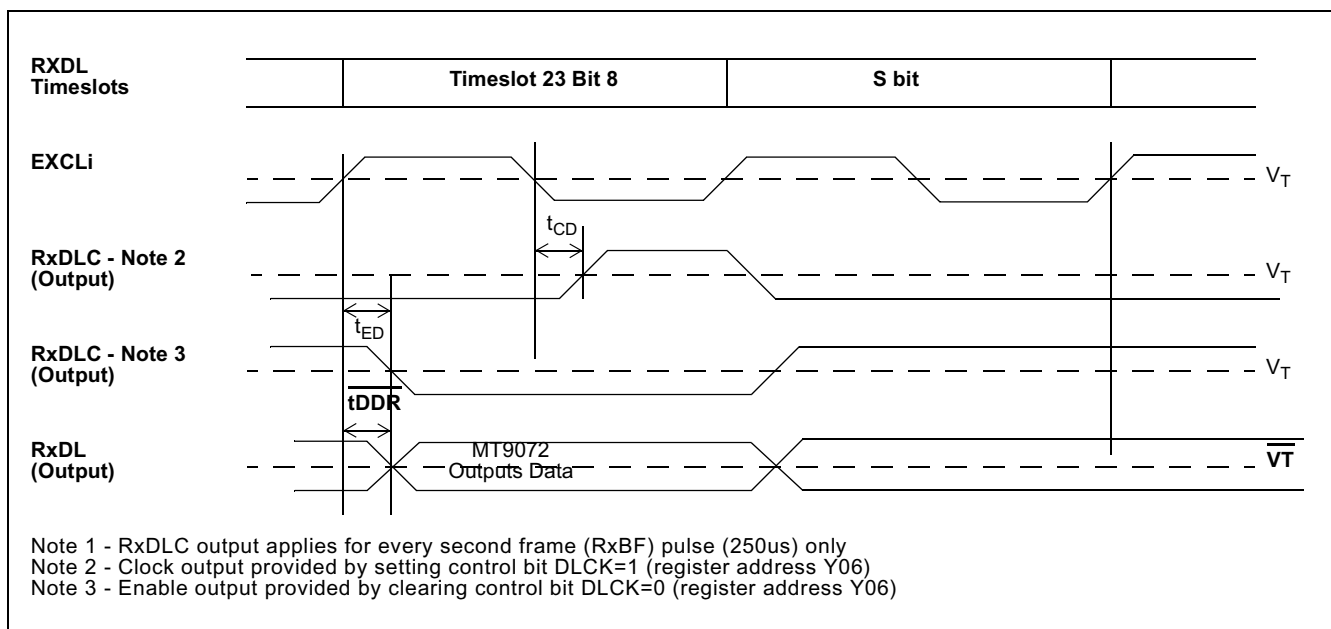 RXDL
Timeslots
Timeslot 23 Bit 8
S bit
EXCLi
VT
tCD
RxDLC - Note 2
(Output)
VT
tED
RxDLC - Note 3
(Output)
VT
tDDR
RxDL
(Output)
MT9072
Outputs Data
VT
Note 1 - RxDLC output applies for every second frame (RxBF) pulse (250us) only
Note 2 - Clock output provided by setting control bit DLCK=1 (register address Y06)
Note 3 - Enable output provided by clearing control bit DLCK=0 (register address Y06)